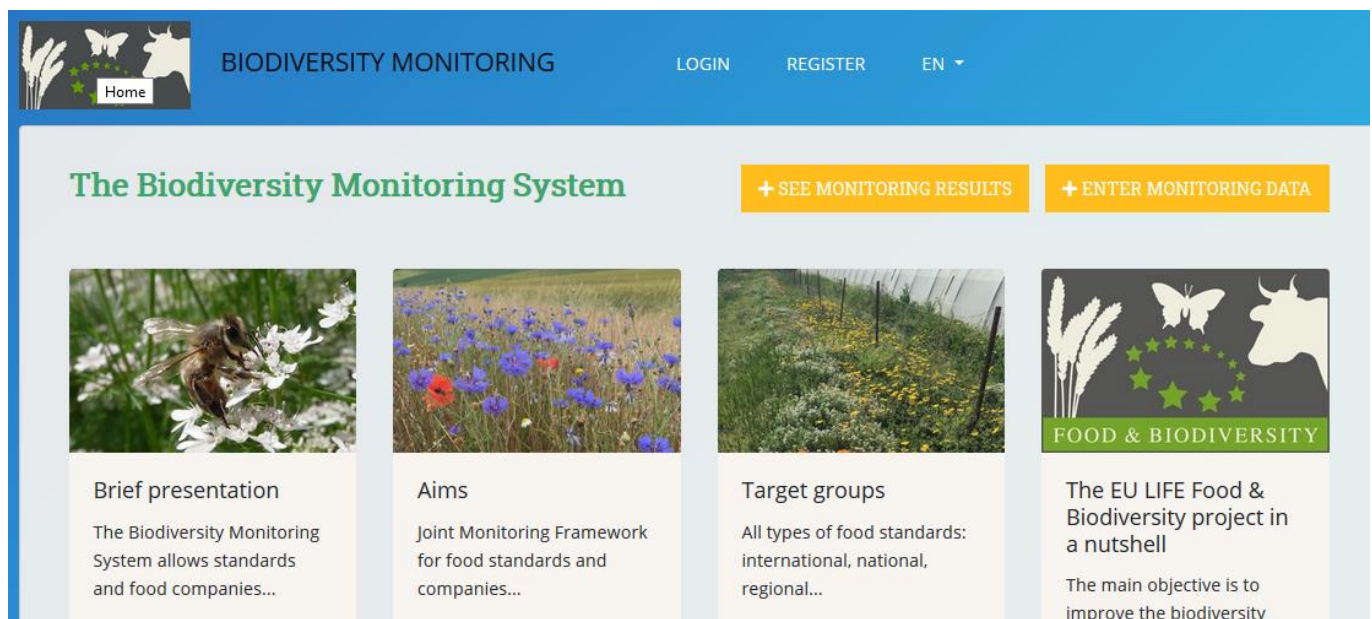 Home
BIODIVERSITY MONITORING
LOGIN
REGISTER
EN
The Biodiversity Monitoring System
+ SEE MONITORING RESULTS
+ ENTER MONITORING DATA
FOOD & BIODIVERSITY
Brief presentation
The Biodiversity Monitoring
System allows standards
and food companies...
Aims
Joint Monitoring Framework
for food standards and
companies...
Target groups
All types of food standards:
international, national,
regional...
The EU LIFE Food &
Biodiversity project in
a nutshell
The main objective is to
improve the biodiversity